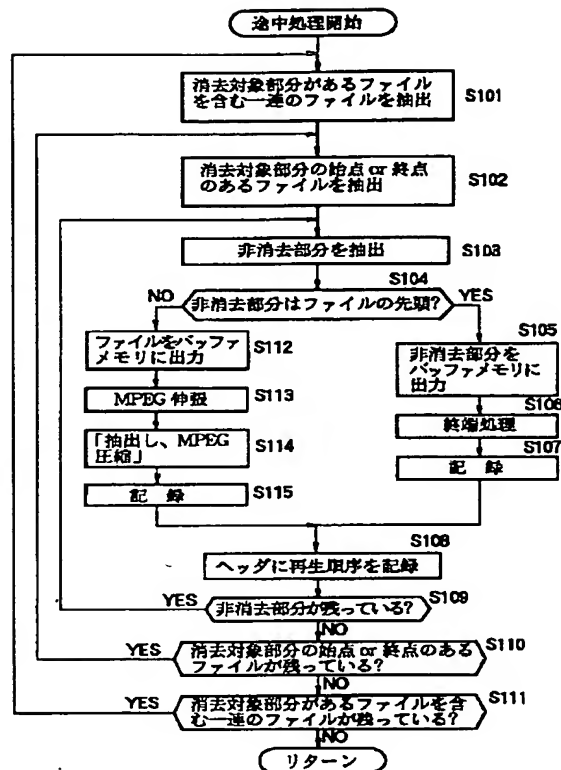 途中処理開始
消去対象部分があるファイル
を含む一連のファイルを抽出
S101
消去対象部分の始点 or 終点
のあるファイルを抽出
S102
非消去部分を抽出
S103
S104
NO
非消去部分はファイルの先頭?
YES
ファイルをバッファ
メモリに出力
S112
MPEG 伸張
S113
「抽出し、MPEG
圧縮」
S114
記 録
S115
S105
非消去部分を
バッファメモリに
出力
S106
終端処理
S107
記 録
S108
ヘッダに再生順序を記録
YES
非消去部分が残っている?
S109
NO
YES
消去対象部分の始点 or 終点のある
ファイルが残っている?
S110
NO
YES
消去対象部分があるファイルを含
む一連のファイルが残っている?
S111
NO
リターン